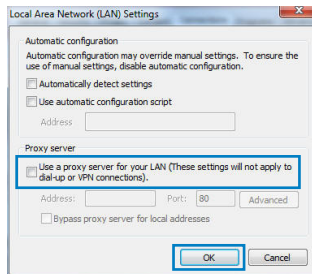 Local Area Network (LAN) Settings
Automatic configuration
Automatic configuration may override manual settings. To ensure the
use of manual settings, disable automatic configuration.
Automatically detect settings
Use automatic configuration script
Address
Proxy server
Use a proxy server for your LAN (These settings will not apply to
dial-up or VPN connections).
Address:
Port: 80
Advanced
Bypass proxy server for local addresses
OK
Cancel